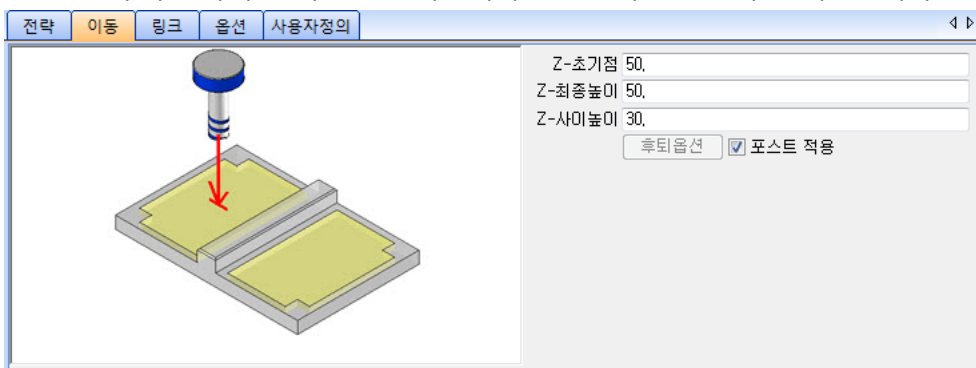 전략 이동 링크 옵션 사용자정의
Z-초기점 50,
Z-최종높이 50,
Z-사이높이 30,
후퇴옵션 포스트 적용